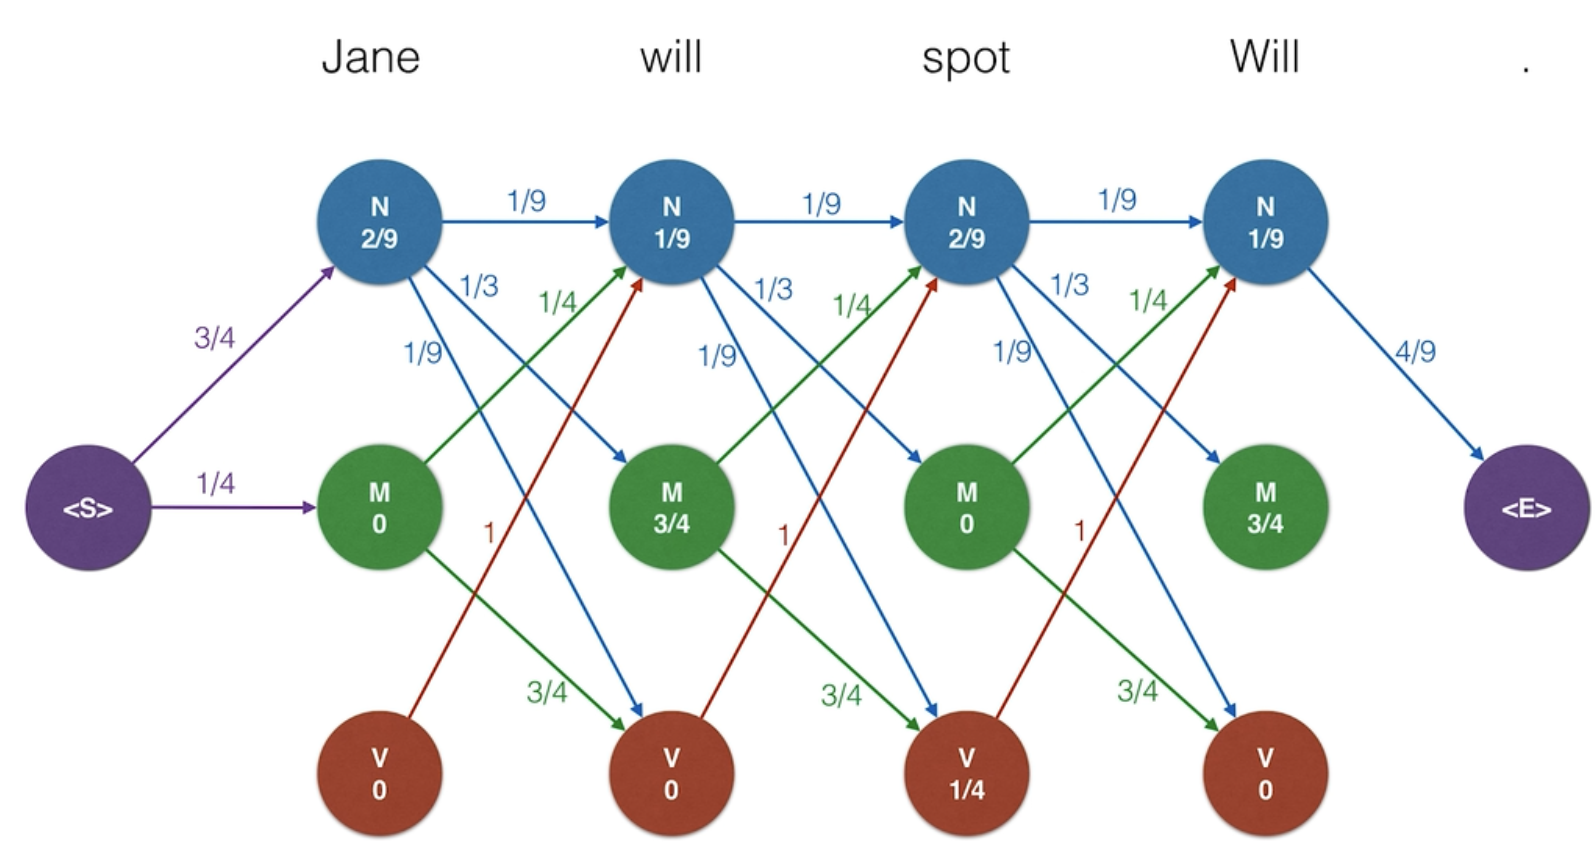 Jane will spot Will .
N N N N
2/9 1/9 2/9 1/9
1/9 1/9 1/9
1/3 1/3 1/3
1/4 1/4 1/4
3/4
1/9 1/9 1/9
4/9
1/4
<S>
M M M M
0 3/4 0 3/4
<E>
1 1 1
3/4 3/4 3/4
V V V V
0 0 1/4 0